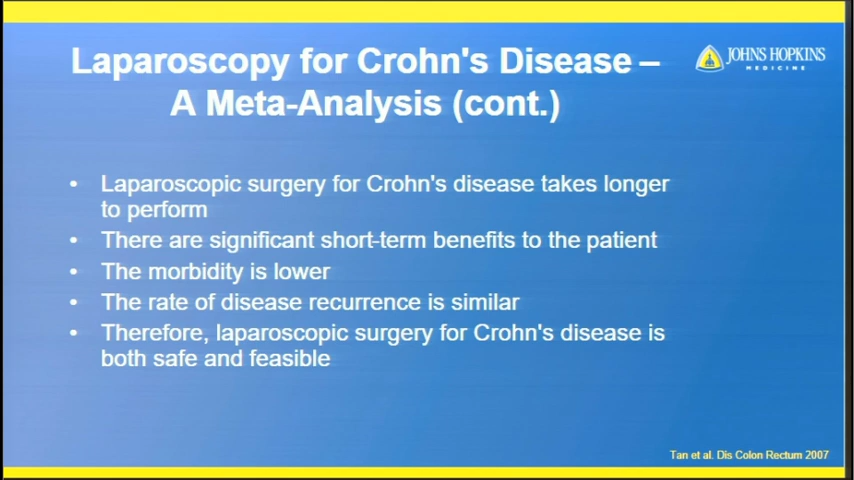 Laparoscopy for Crohn's Disease –
A Meta-Analysis (cont.)
JOHNS HOPKINS
MEDICINE
• Laparoscopic surgery for Crohn's disease takes longer
to perform
• There are significant short-term benefits to the patient
• The morbidity is lower
• The rate of disease recurrence is similar
• Therefore, laparoscopic surgery for Crohn's disease is
both safe and feasible
Tan et al. Dis Colon Rectum 2007